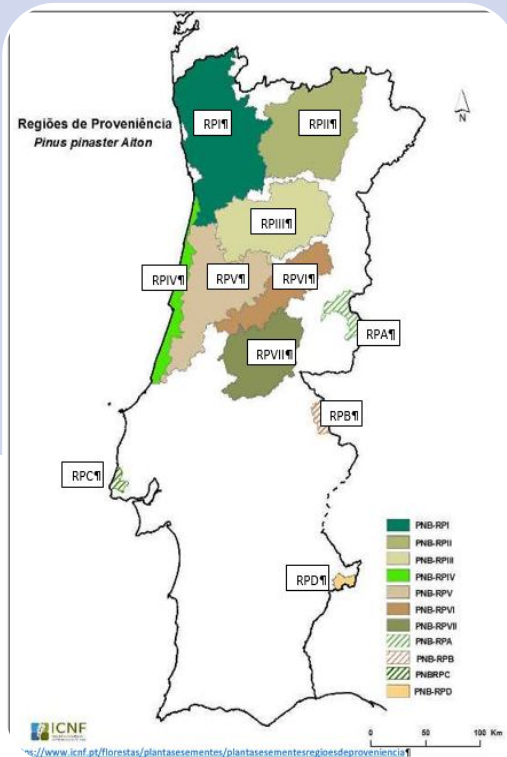 Regiões de Proveniência
Pinus pinaster Aiton
N
RPI¶
RPII¶
RPIII¶
RPIV¶
RPV¶
RPVI¶
RPA¶
RPVII¶
RPB¶
RPC¶
RPD¶
PNB-RPI
PNB-RPII
PNB-RPIII
PNB-RPIV
PNB-RPV
PNB-RPVI
PNB-RPVII
PNB-RPA
PNB-RPB
PNBRPC
PNB-RPD
ICNF
0 50 100 Km
ps://www.icnf.pt/florestas/plantasesementes/plantasesementesregioesdeproveniencia¶